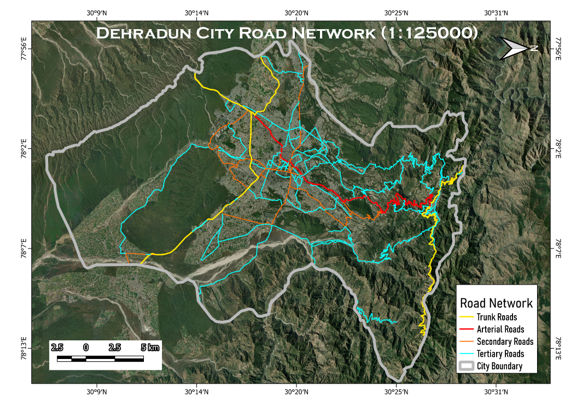 30°9'N 30°14'N 30°20'N 30°25'N 30°31'N
DEHRADUN CITY ROAD NETWORK (1:125000)
N
77°56'E 77°56'E
78°2'E 78°2'E
78°7'E 78°7'E
78°13'E 78°13'E
Road Network
Trunk Roads
Arterial Roads
Secondary Roads
Tertiary Roads
City Boundary
2.5 0 2.5 5 km
30°9'N 30°14'N 30°20'N 30°25'N 30°31'N